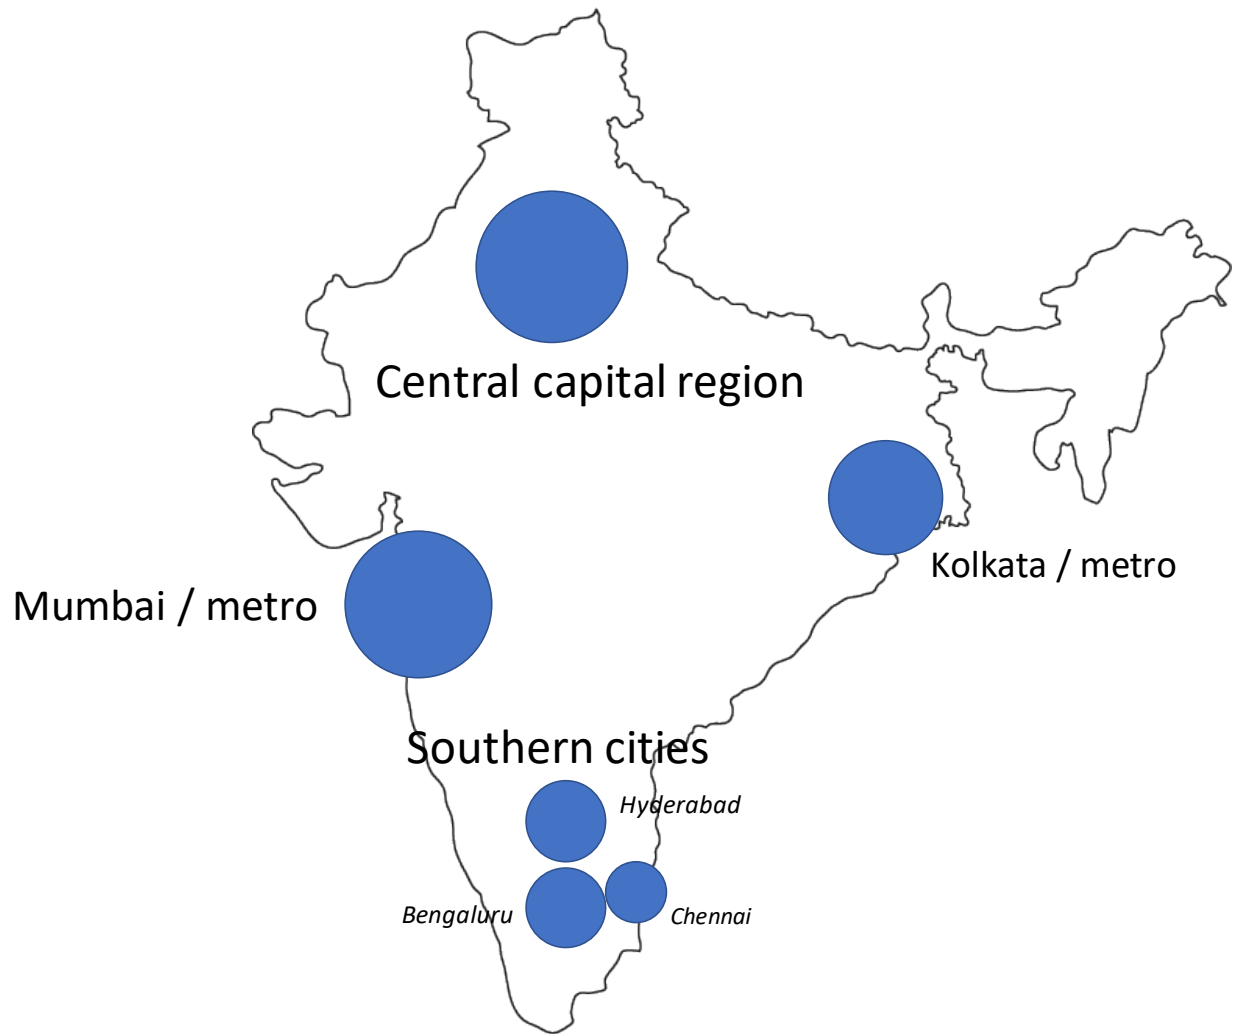 Central capital region
Kolkata / metro
Mumbai / metro
Southern cities
Hyderabad
Bengaluru
Chennai